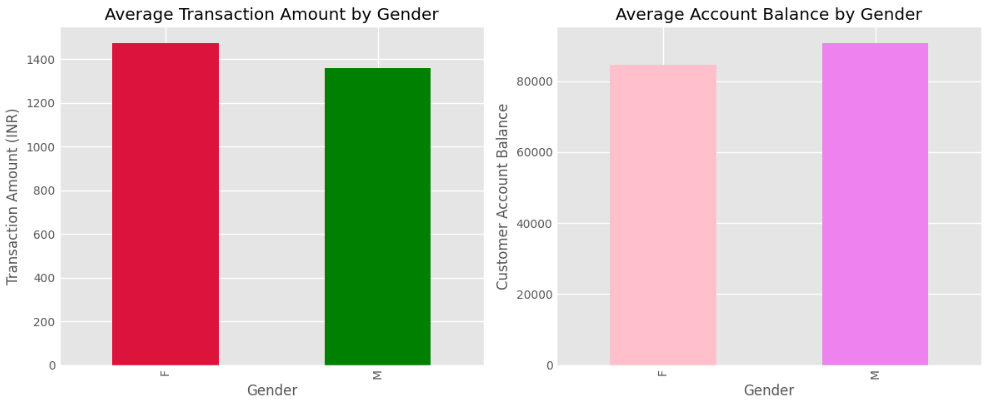 Average Transaction Amount by Gender
Transaction Amount (INR)
1400
1200
1000
800
600
400
200
0
F
M
Gender
Average Account Balance by Gender
Customer Account Balance
80000
60000
40000
20000
0
F
M
Gender